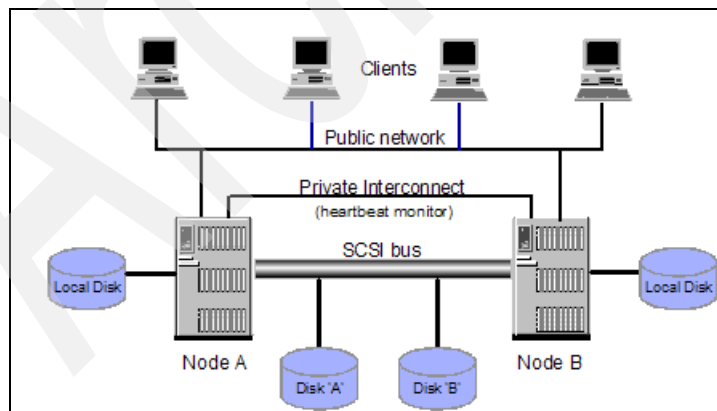 Clients
Public network
Private Interconnect
(heartbeat monitor)
SCSI bus
Local Disk
Local Disk
Node A
Node B
Disk 'A'
Disk 'B'